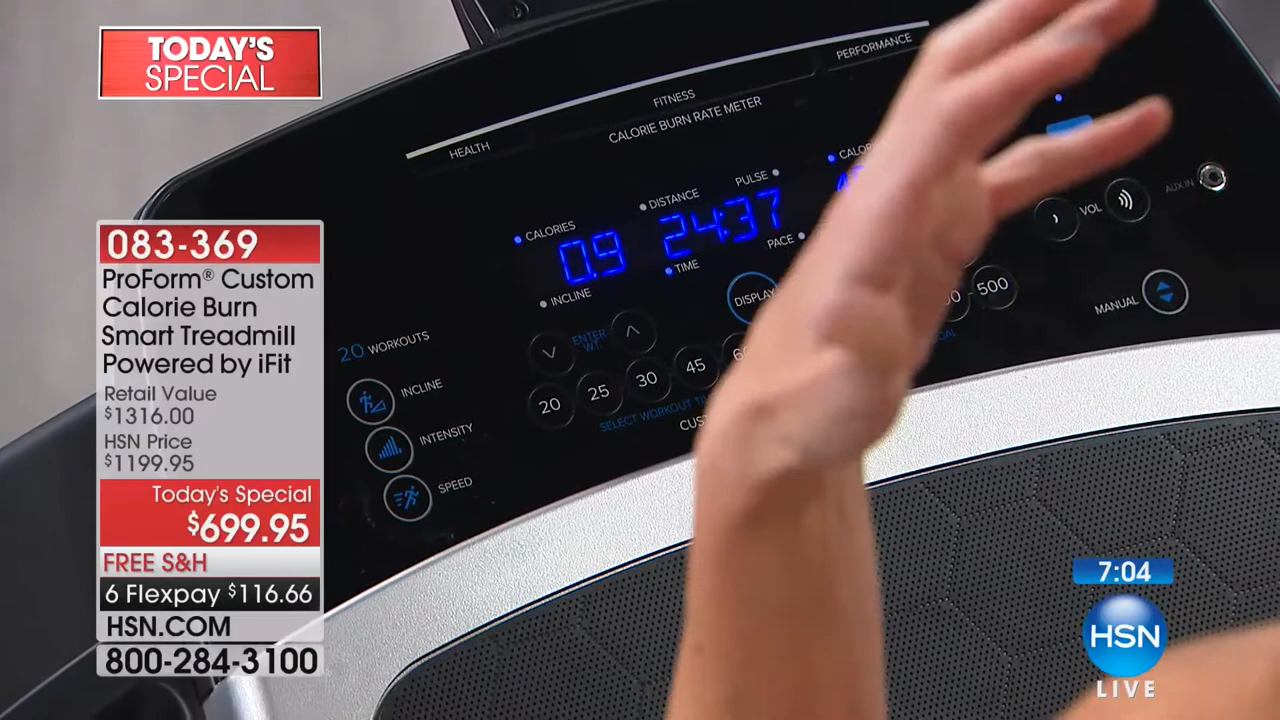 TODAY'S
SPECIAL
083-369
ProForm® Custom
Calorie Burn
Smart Treadmill
Powered by iFit
Retail Value
$1316.00
HSN Price
$1199.95
Today's Special
$699.95
FREE S&H
6 Flexpay $116.66
HSN.COM
800-284-3100
PERFORMANCE
FITNESS
HEALTH
CALORIE BURN RATE METER
PULSE
DISTANCE
CALORIES
0.9
24:37
TIME
PACE
INCLINE
DISPLAY
VOL
AUX IN
ENTER
WT.
20 WORKOUTS
INCLINE
INTENSITY
SPEED
20
25
30
45
500
MANUAL
SELECT WORKOUT
7:04
HSN
LIVE